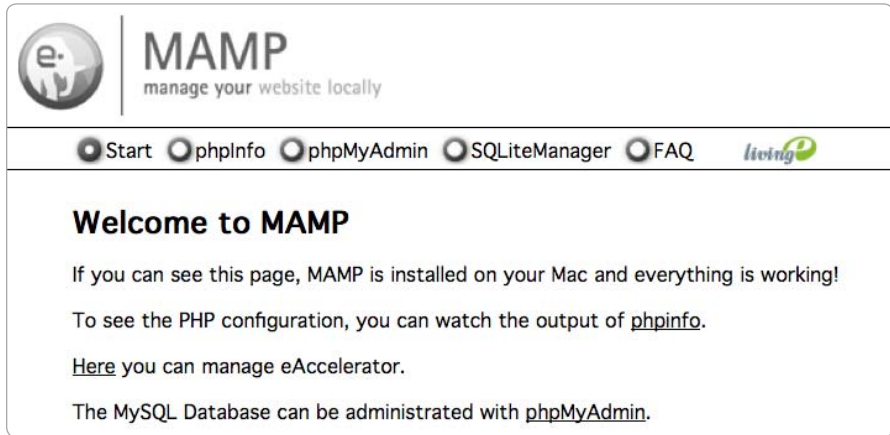 e.
MAMP
manage your website locally
Start phpInfo phpMyAdmin SQLiteManager FAQ living e
Welcome to MAMP
If you can see this page, MAMP is installed on your Mac and everything is working!
To see the PHP configuration, you can watch the output of phpinfo.
Here you can manage eAccelerator.
The MySQL Database can be administrated with phpMyAdmin.